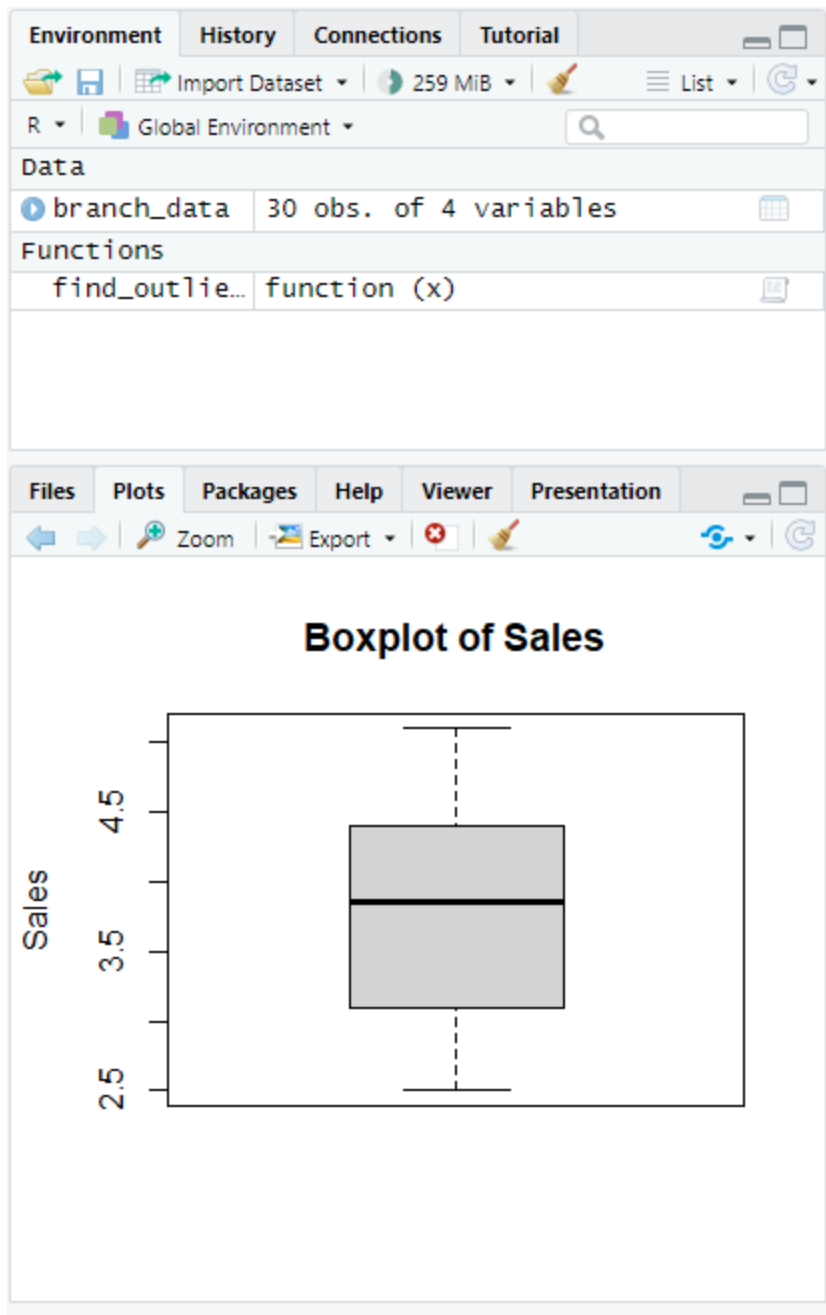 Environment History Connections Tutorial
Import Dataset 259 MiB List
R Global Environment
Data
branch_data 30 obs. of 4 variables
Functions
find_outlie… function (x)
Files Plots Packages Help Viewer Presentation
Zoom Export
Boxplot of Sales
4.5
Sales
3.5
2.5